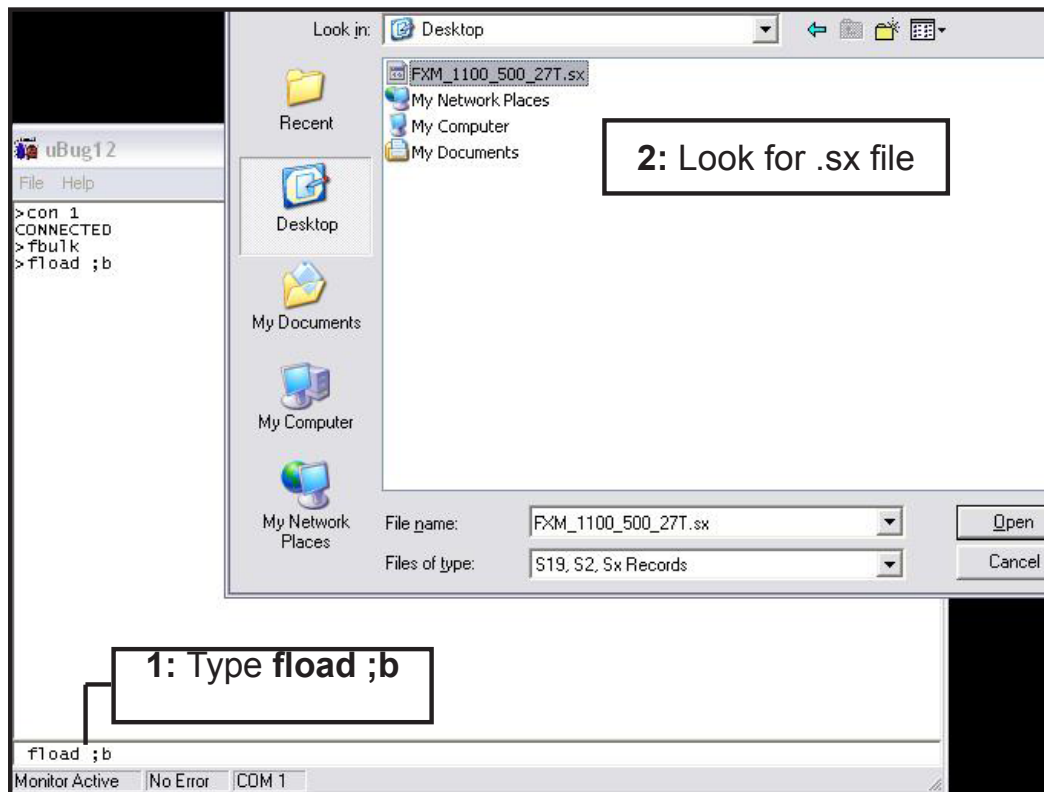 Look in:
Desktop
FXM_1100_500_27T.sx
My Network Places
My Computer
My Documents
Recent
Desktop
My Documents
My Computer
My Network
Places
2: Look for .sx file
uBug12
File Help
>con 1
CONNECTED
>fbulk
>fload ;b
File name:
FXM_1100_500_27T.sx
Open
Files of type:
S19, S2, Sx Records
Cancel
1: Type fload ;b
fload ;b
Monitor Active No Error COM 1